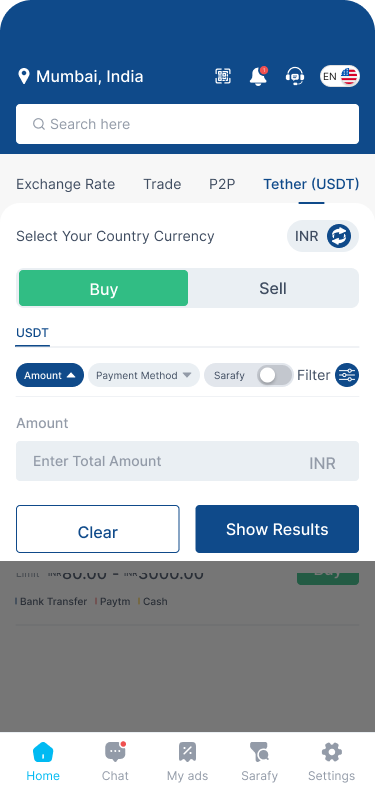 Mumbai, India
1
EN
Search here
Exchange Rate Trade P2P Tether (USDT)
Select Your Country Currency INR
Buy Sell
USDT
Amount Payment Method Sarafy Filter
Amount
Enter Total Amount INR
Clear Show Results
Limit INR80.00 - INR3000.00 Buy
Bank Transfer Paytm Cash
Home Chat My ads Sarafy Settings